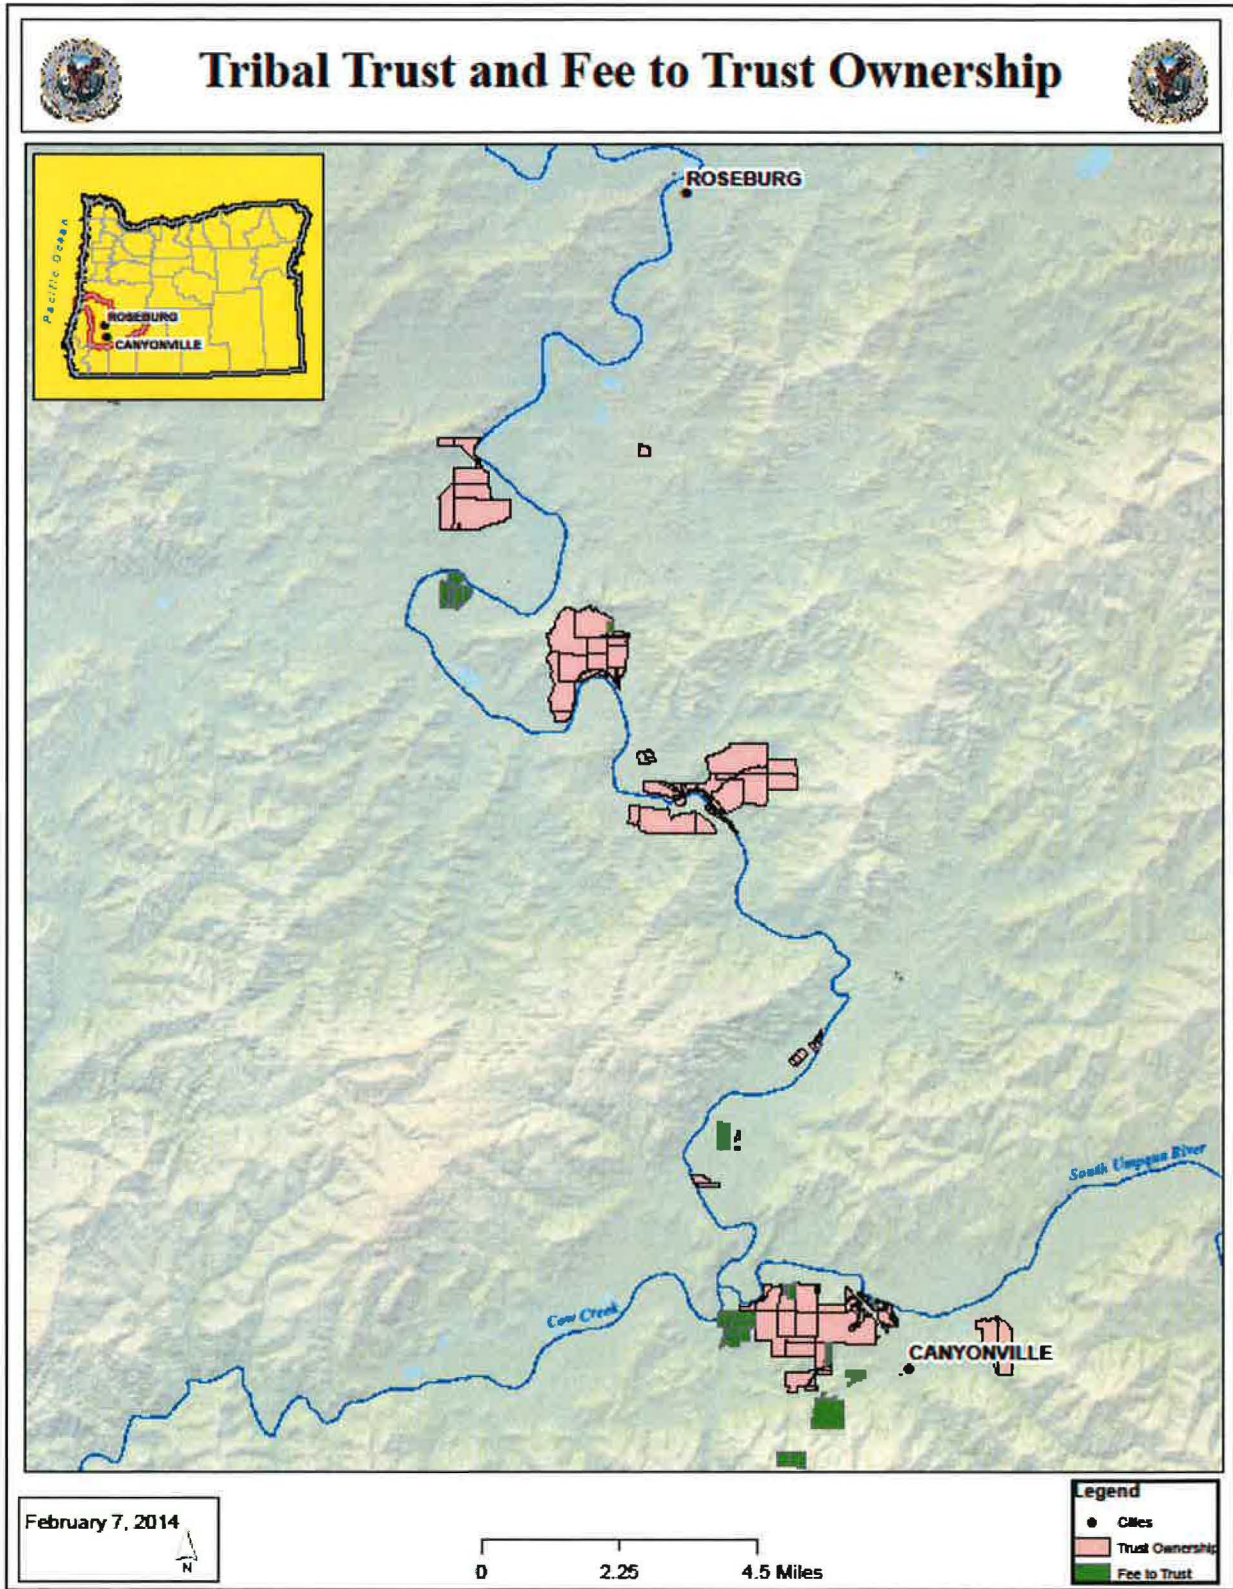 Tribal Trust and Fee to Trust Ownership
Pacific Ocean
ROSEBURG
CANYONVILLE
ROSEBURG
South Umpqua River
Cow Creek
CANYONVILLE
February 7, 2014
N
0 2.25 4.5 Miles
Legend
Cities
Trust Ownership
Fee to Trust